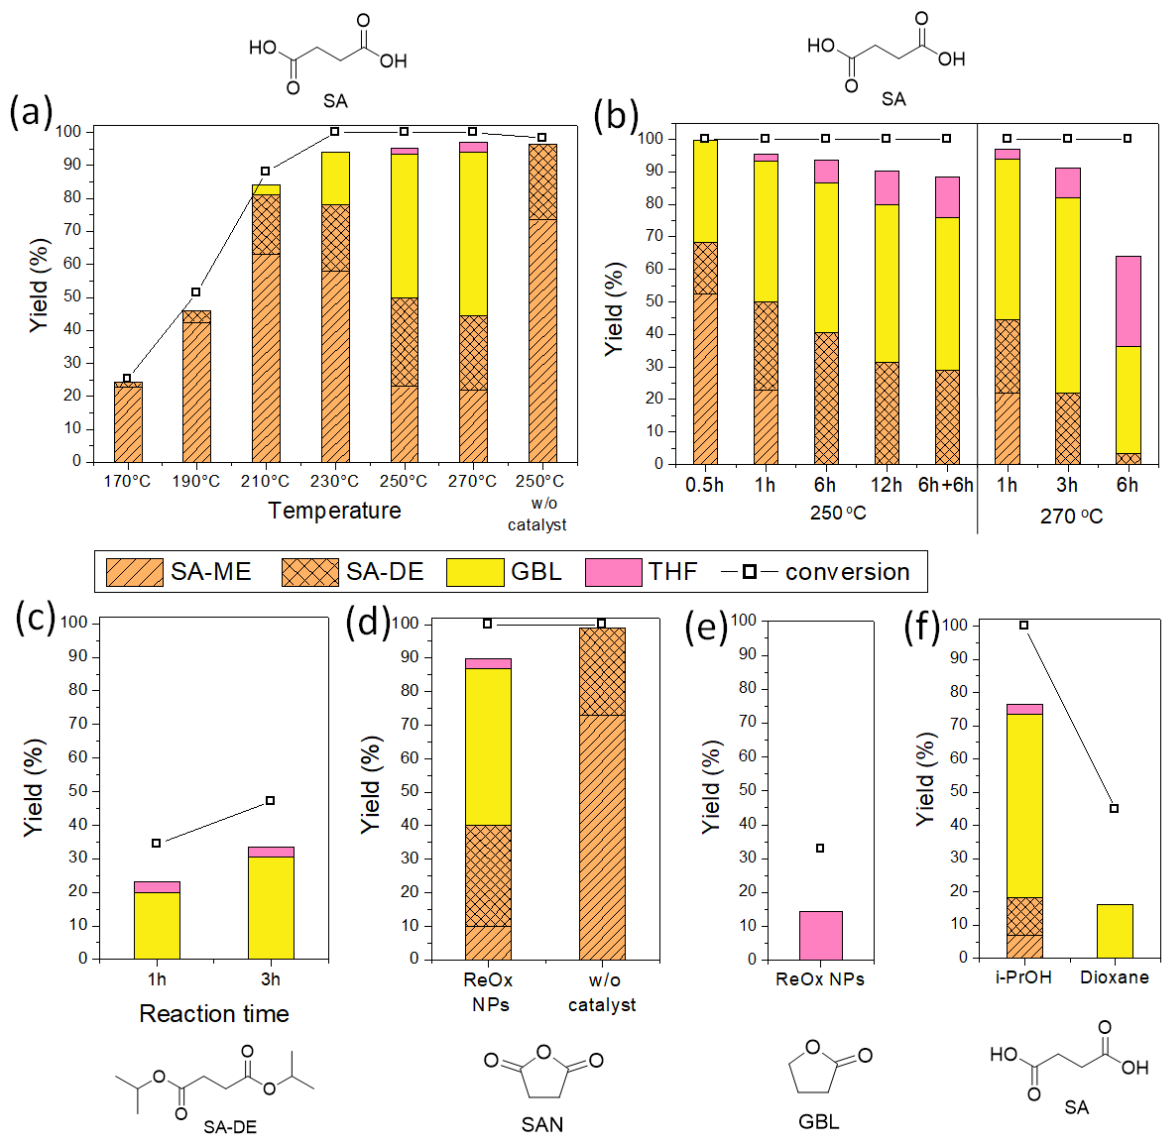 O
HO
OH
O
SA
O
HO
OH
O
SA
(a)
100
90
80
70
60
50
40
30
20
10
0
Yield (%)
170°C 190°C 210°C 230°C 250°C 270°C 250°C
w/o
catalyst
Temperature
(b)
100
90
80
70
60
50
40
30
20
10
0
Yield (%)
0.5h 1h 6h 12h 6h+6h 1h 3h 6h
250 °C 270 °C
SA-ME SA-DE GBL THF conversion
(c)
100
90
80
70
60
50
40
30
20
10
0
Yield (%)
1h 3h
Reaction time
(d)
100
90
80
70
60
50
40
30
20
10
0
Yield (%)
ReOx w/o
NPs catalyst
(e)
100
90
80
70
60
50
40
30
20
10
0
Yield (%)
ReOx NPs
(f)
100
90
80
70
60
50
40
30
20
10
0
Yield (%)
i-PrOH Dioxane
O
O
O
O
SA-DE
O
O
O
SAN
O
O
GBL
O
HO
OH
O
SA